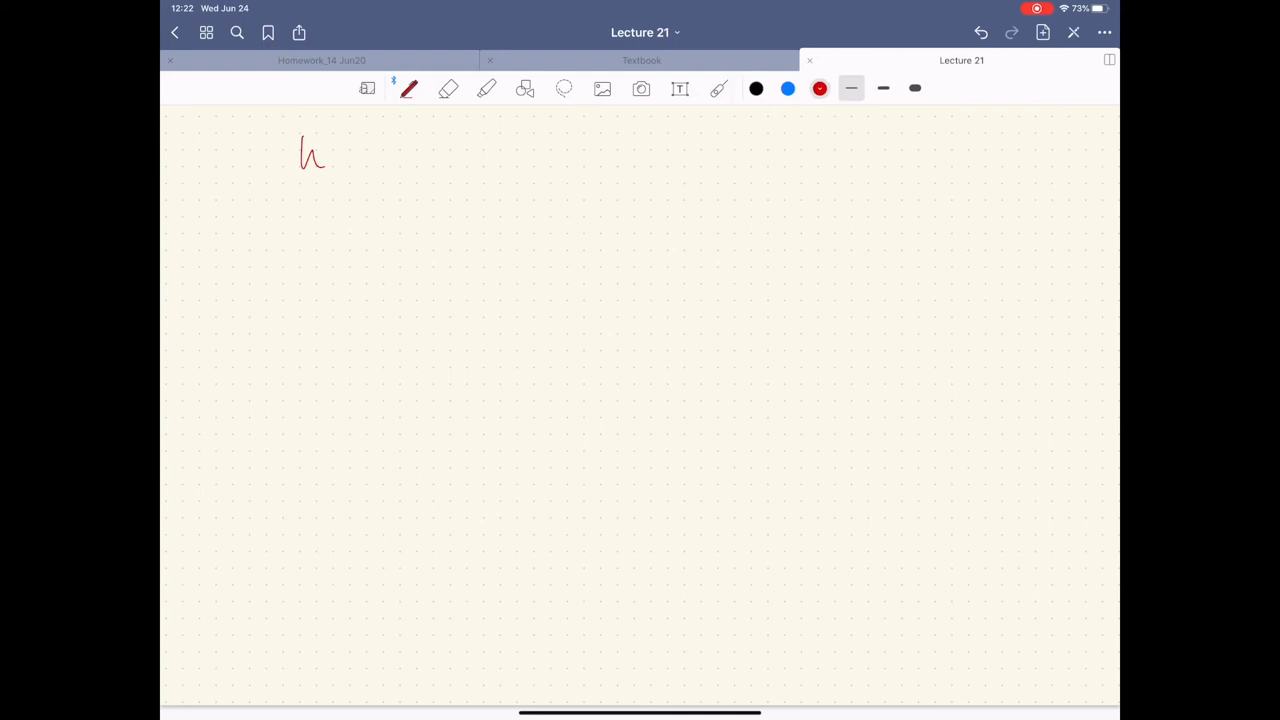 12:22 Wed Jun 24 73%
Lecture 21
Homework_14 Jun20 Textbook Lecture 21
T
h